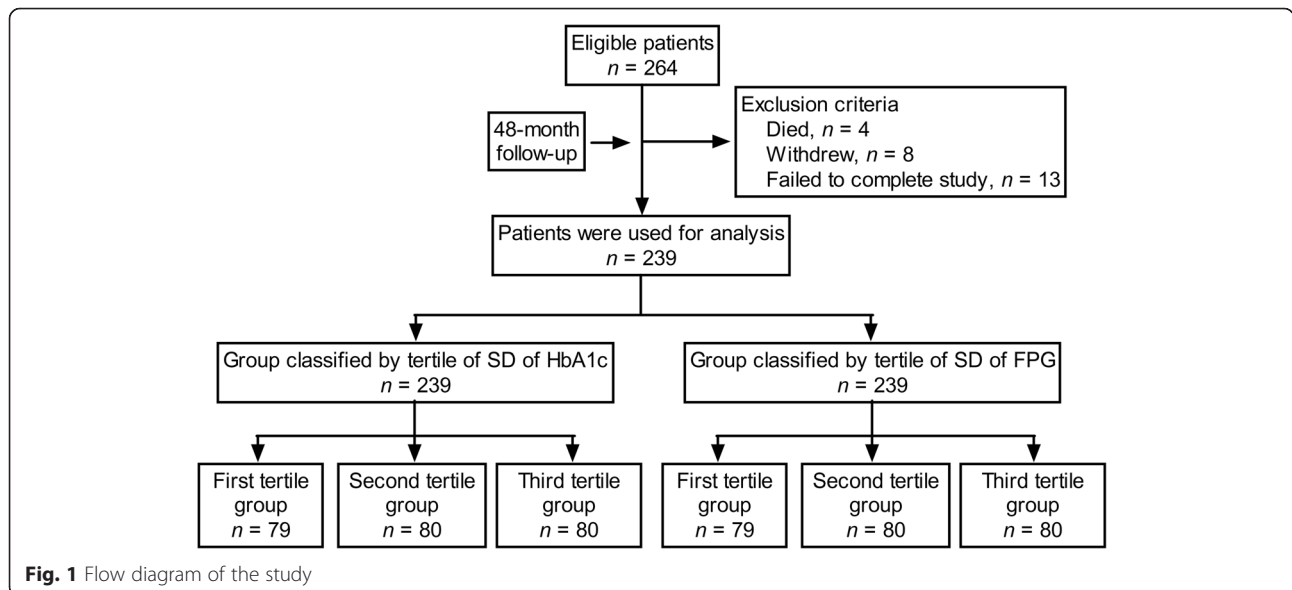 Eligible patients
n = 264
48-month
follow-up
Exclusion criteria
Died, n = 4
Withdrew, n = 8
Failed to complete study, n = 13
Patients were used for analysis
n = 239
Group classified by tertile of SD of HbA1c
n = 239
Group classified by tertile of SD of FPG
n = 239
First tertile
group
n = 79
Second tertile
group
n = 80
Third tertile
group
n = 80
First tertile
group
n = 79
Second tertile
group
n = 80
Third tertile
group
n = 80
Fig. 1 Flow diagram of the study